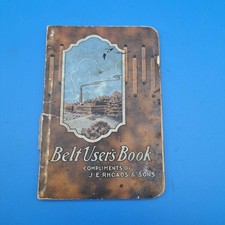 Belt User's Book
COMPLIMENTS OF
J.E. RHOADS & SONS